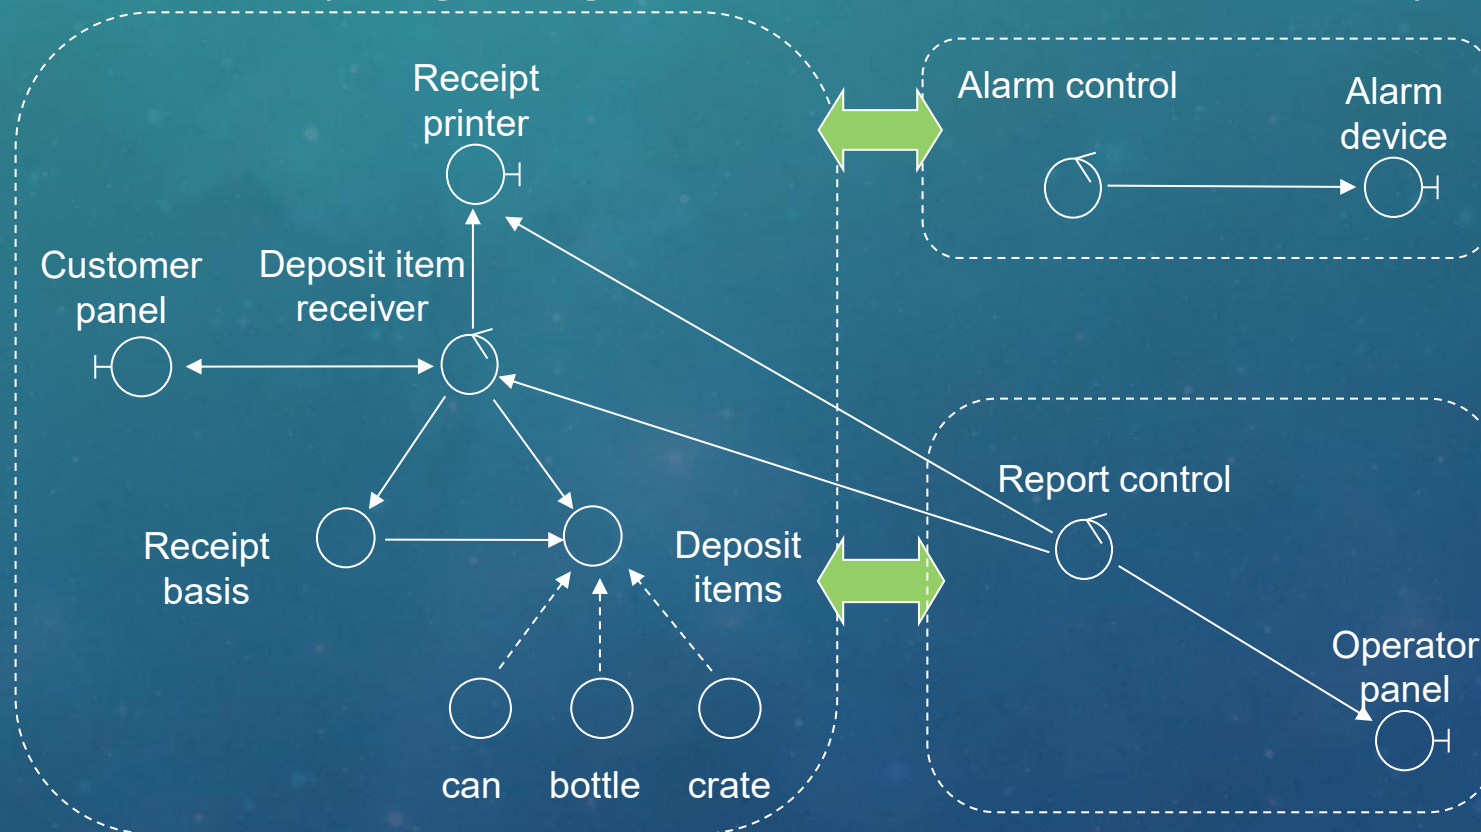 Receipt
printer
Alarm control
Alarm
device
Customer
panel
Deposit item
receiver
Report control
Receipt
basis
Deposit
items
Operator
panel
can
bottle
crate